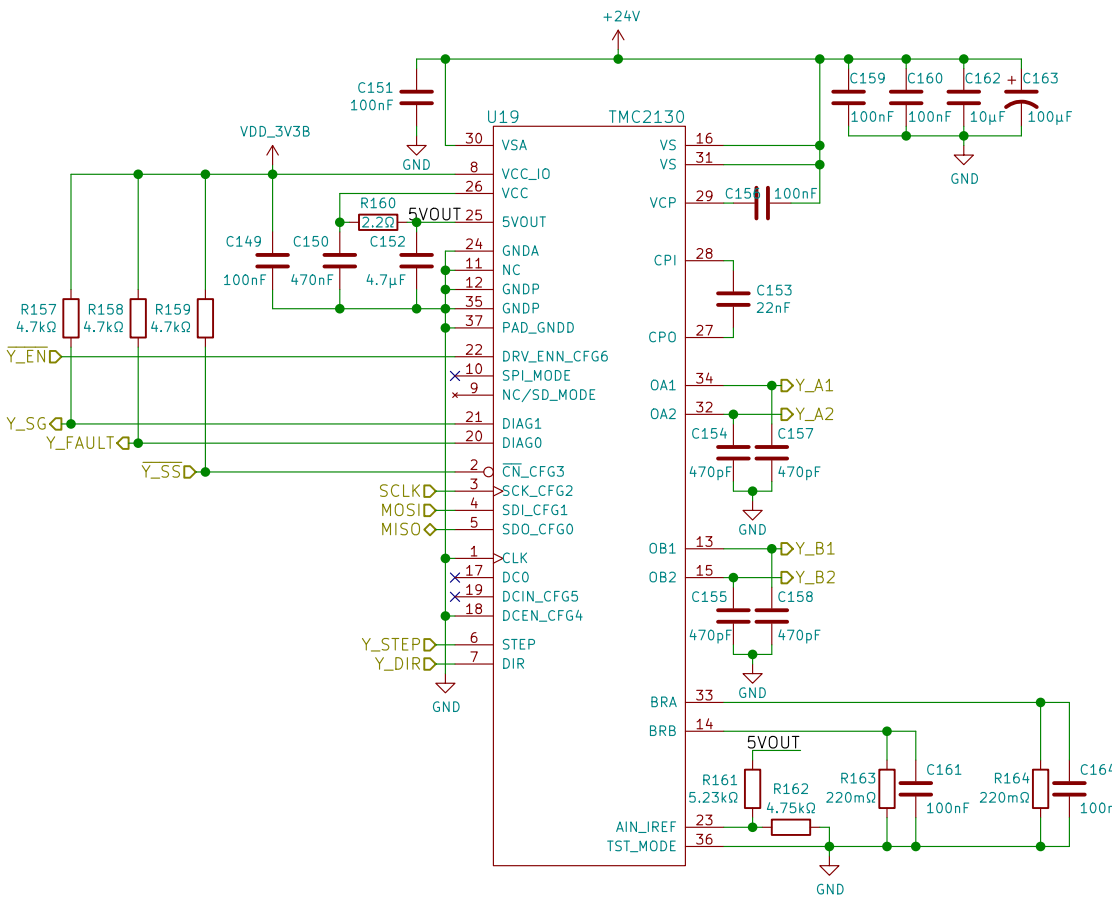 +24V
C151
100nF
GND
C159
100nF
C160
100nF
C162
10µF
+
C163
100µF
GND
U19
TMC2130
VDD_3V3B
30
VSA
8
VCC_IO
26
VCC
R160
2.2Ω
5VOUT
25
5VOUT
24
GNDA
11
NC
12
GNDP
35
GNDP
37
PAD_GNDD
22
DRV_ENN_CFG6
10
SPI_MODE
9
NC/SD_MODE
21
DIAG1
20
DIAG0
2
CN_CFG3
3
SCK_CFG2
4
SDI_CFG1
5
SDO_CFG0
1
CLK
17
DCO
19
DCIN_CFG5
18
DCEN_CFG4
6
STEP
7
DIR
C149
100nF
C150
470nF
C152
4.7µF
R157
4.7kΩ
R158
4.7kΩ
R159
4.7kΩ
Y_EN
Y_SG
Y_FAULT
Y_SS
SCLK
MOSI
MISO
Y_STEP
Y_DIR
GND
VS
16
VS
31
VCP
29
C156
100nF
CPI
28
C153
22nF
CPO
27
OA1
34
Y_A1
OA2
32
Y_A2
C154
470pF
C157
470pF
GND
OB1
13
Y_B1
OB2
15
Y_B2
C155
470pF
C158
470pF
GND
BRA
33
BRB
14
5VOUT
R161
5.23kΩ
R162
4.75kΩ
R163
220mΩ
C161
100nF
R164
220mΩ
C164
100n
AIN_IREF
23
TST_MODE
36
GND